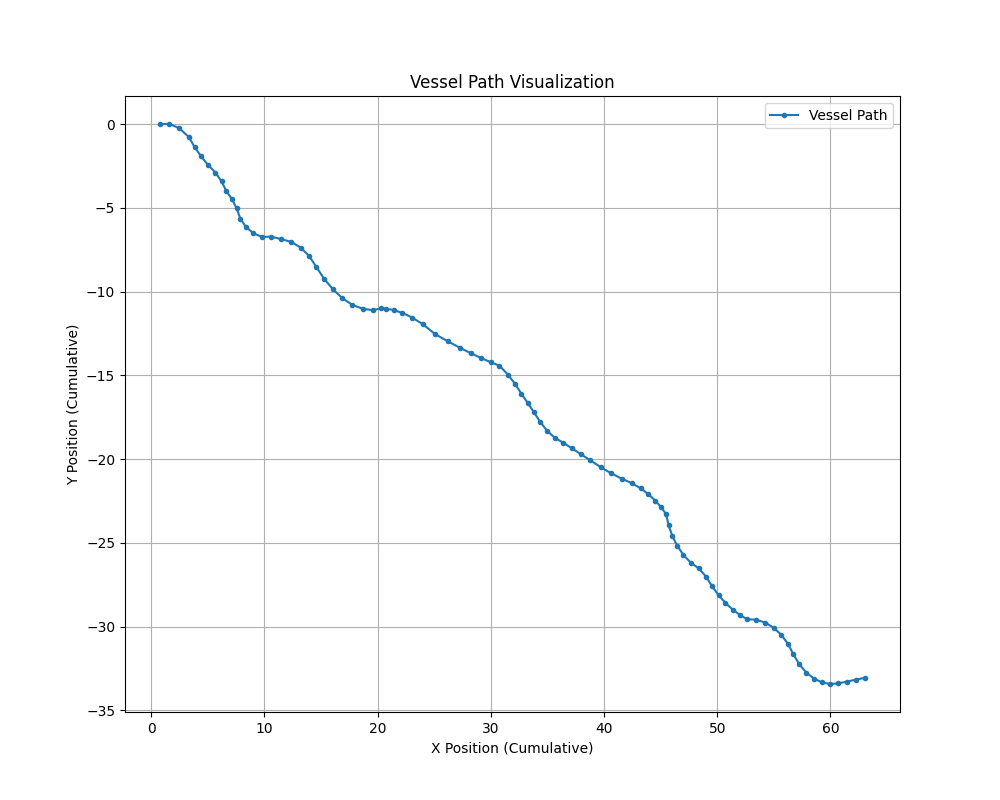 Vessel Path Visualization
Vessel Path
0
−5
−10
−15
−20
−25
−30
−35
Y Position (Cumulative)
0 10 20 30 40 50 60
X Position (Cumulative)